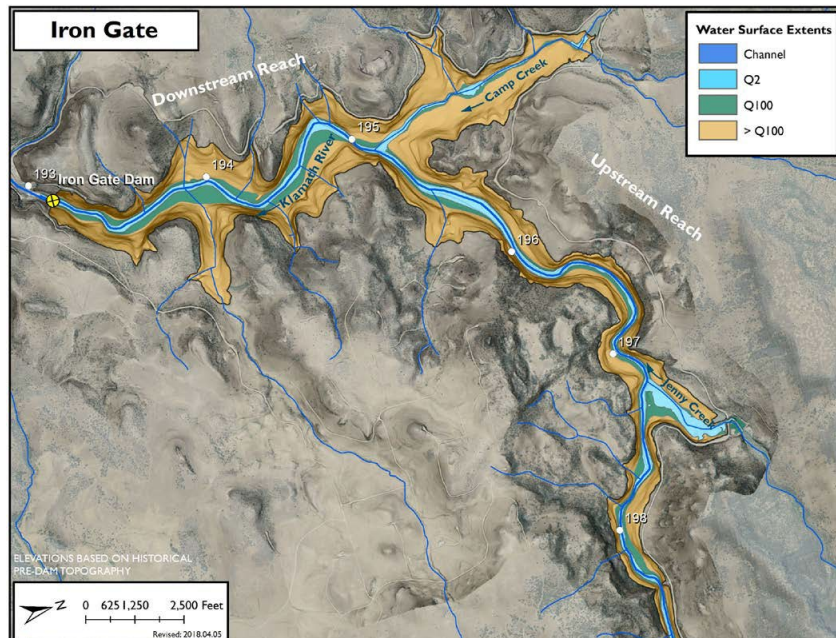 Iron Gate
Water Surface Extents
Channel
Q2
Q100
> Q100
Downstream Reach
Camp Creek
195
194
193
Iron Gate Dam
Klamath River
Upstream Reach
196
197
Jenny Creek
198
ELEVATIONS BASED ON HISTORICAL
PRE-DAM TOPOGRAPHY
Z
0 625 1,250 2,500 Feet
Revised: 2018.04.05